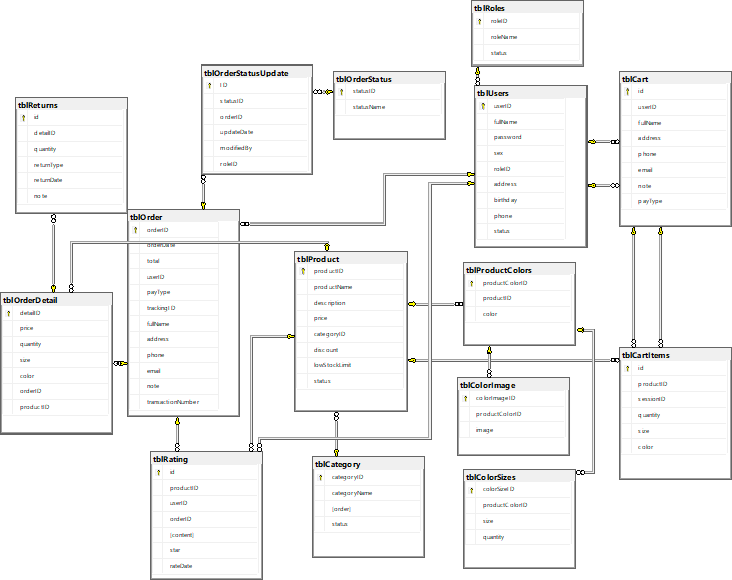 tblRoles
roleID
roleName
status
tblOrderStatusUpdate
ID
statusID
orderID
updateDate
modifiedBy
roleID
tblOrderStatus
statusID
statusName
tblUsers
userID
fullName
password
sex
roleID
address
birthday
phone
status
tblCart
id
userID
fullName
address
phone
email
note
payType
tblReturns
id
detailID
quantity
returnType
returnDate
note
tblOrder
orderID
orderDate
total
userID
payType
trackingID
fullName
address
phone
email
note
transactionNumber
tblProduct
productID
productName
description
price
categoryID
discount
lowStockLimit
status
tblProductColors
productColorID
productID
color
tblOrderDetail
detailID
price
quantity
size
color
orderID
productID
tblCartItems
id
productID
sessionID
quantity
size
color
tblColorImage
colorImageID
productColorID
image
tblRating
id
productID
userID
orderID
[content]
star
rateDate
tblCategory
categoryID
categoryName
[order]
status
tblColorSizes
colorSizeID
productColorID
size
quantity